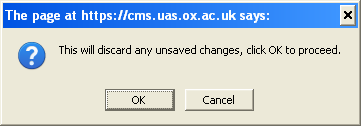 The page at https://cms.uas.ox.ac.uk says:
This will discard any unsaved changes, click OK to proceed.
OK
Cancel